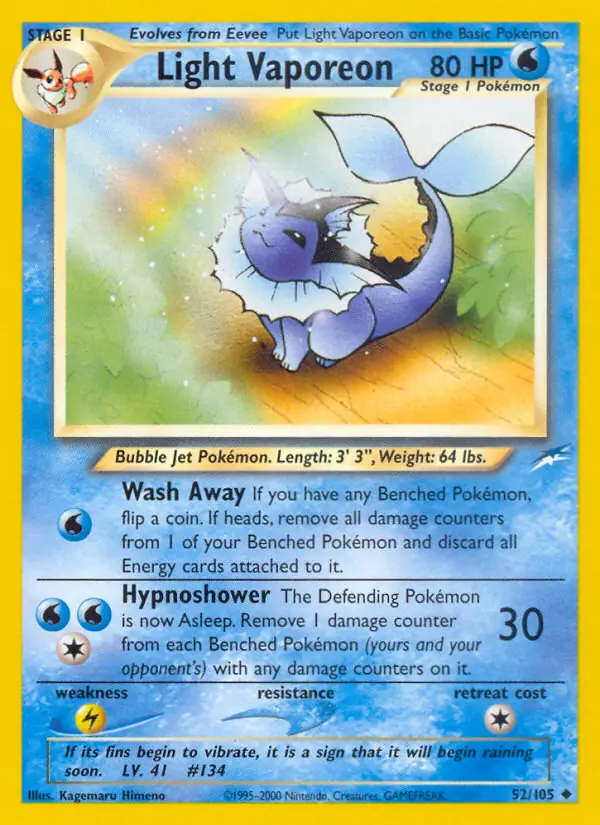 STAGE 1
Evolves from Eevee Put Light Vaporeon on the Basic Pokémon
Light Vaporeon 80 HP
Stage 1 Pokémon
Bubble Jet Pokémon. Length: 3' 3", Weight: 64 lbs.
Wash Away If you have any Benched Pokémon,
flip a coin. If heads, remove all damage counters
from 1 of your Benched Pokémon and discard all
Energy cards attached to it.
Hypnoshower The Defending Pokémon
is now Asleep. Remove 1 damage counter
from each Benched Pokémon (yours and your
opponent's) with any damage counters on it.
30
weakness resistance retreat cost
If its fins begin to vibrate, it is a sign that it will begin raining
soon. LV. 41 #134
Illus. Kagemaru Himeno ©1995-2000 Nintendo, Creatures, GAMEFREAK. 52/105